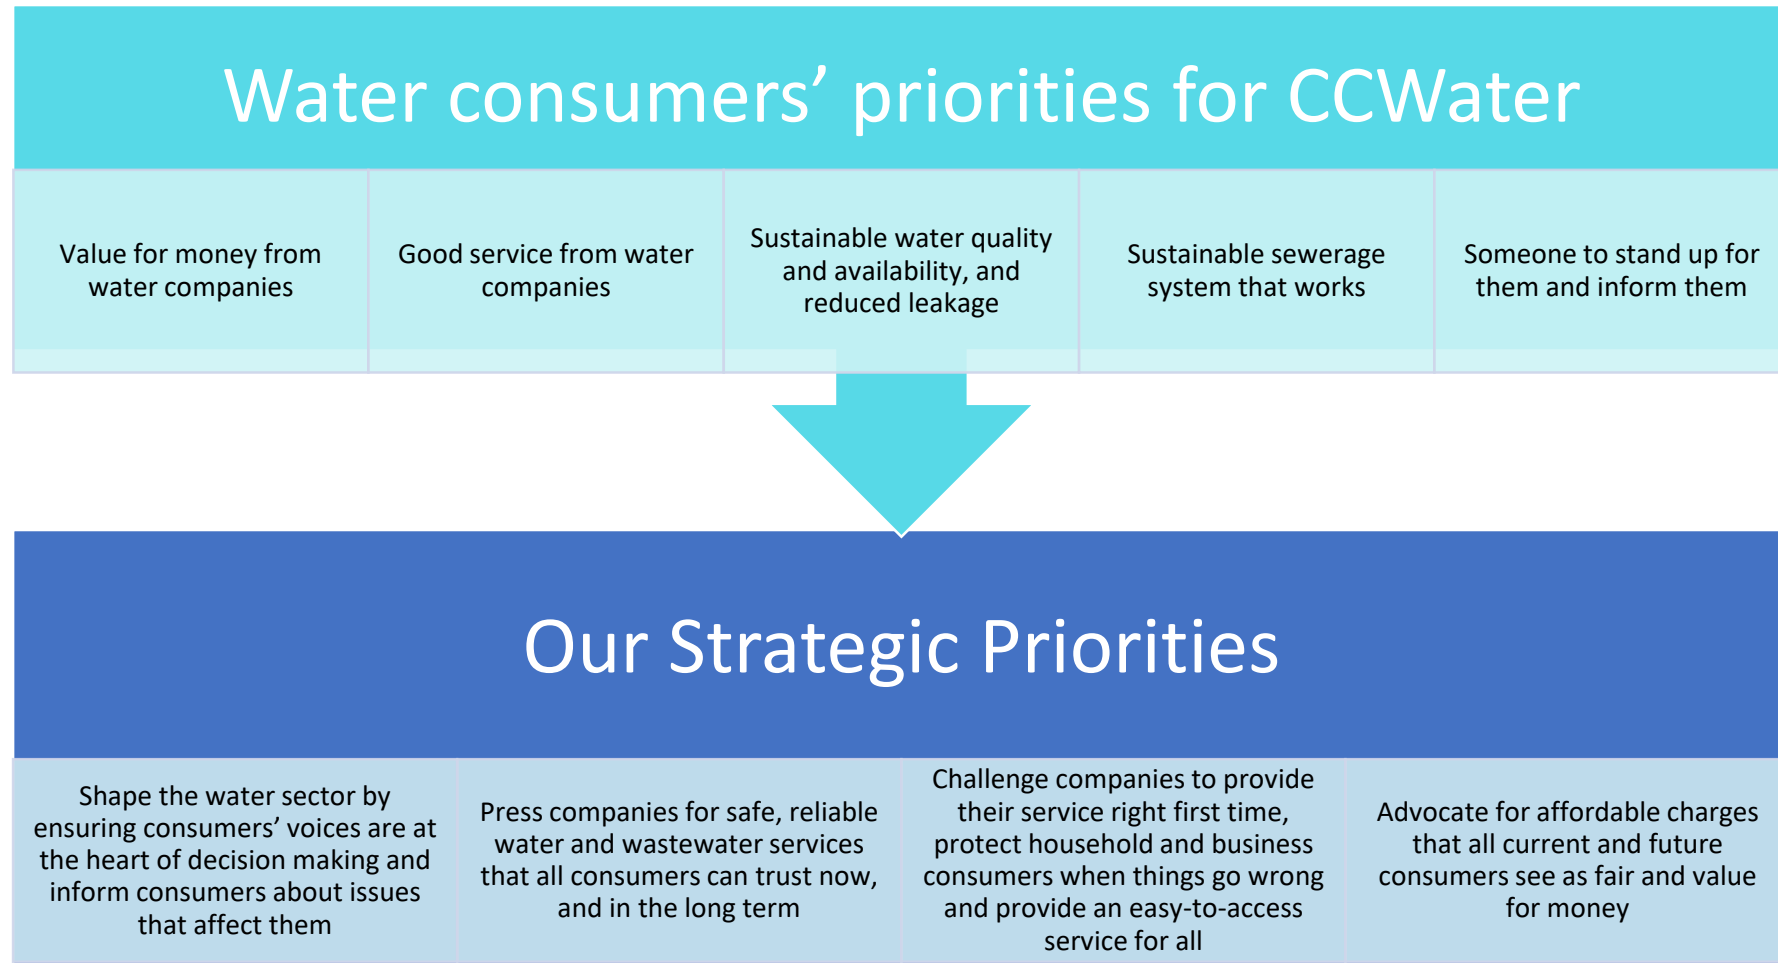 Water consumers’ priorities for CCWater
Value for money from
water companies
Good service from water
companies
Sustainable water quality
and availability, and
reduced leakage
Sustainable sewerage
system that works
Someone to stand up for
them and inform them
Our Strategic Priorities
Shape the water sector by
ensuring consumers’ voices are at
the heart of decision making and
inform consumers about issues
that affect them
Press companies for safe, reliable
water and wastewater services
that all consumers can trust now,
and in the long term
Challenge companies to provide
their service right first time,
protect household and business
consumers when things go wrong
and provide an easy-to-access
service for all
Advocate for affordable charges
that all current and future
consumers see as fair and value
for money